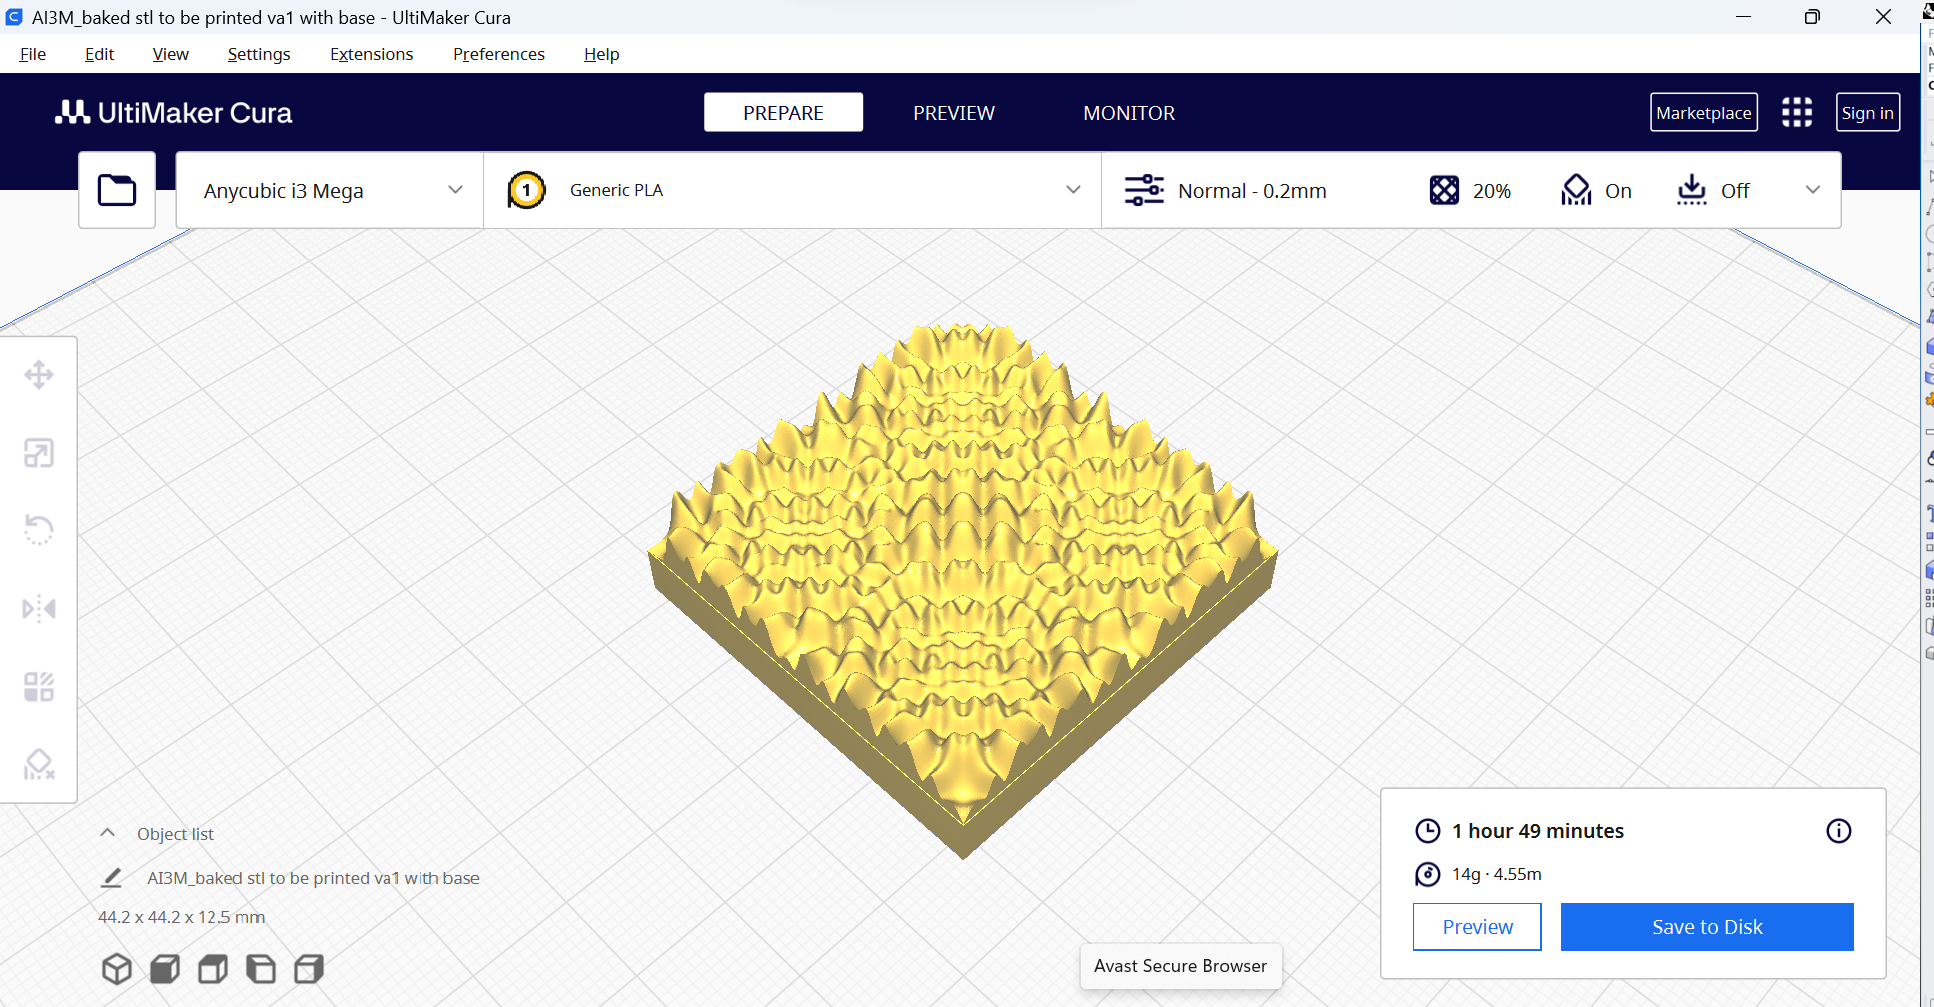 AI3M_baked stl to be printed va1 with base - UltiMaker Cura
File Edit View Settings Extensions Preferences Help
UltiMaker Cura PREPARE PREVIEW MONITOR Marketplace Sign in
Anycubic i3 Mega 1 Generic PLA Normal - 0.2mm 20% On Off
Object list
AI3M_baked stl to be printed va1 with base
44.2 x 44.2 x 12.5 mm
1 hour 49 minutes
14g · 4.55m
Preview Save to Disk
Avast Secure Browser